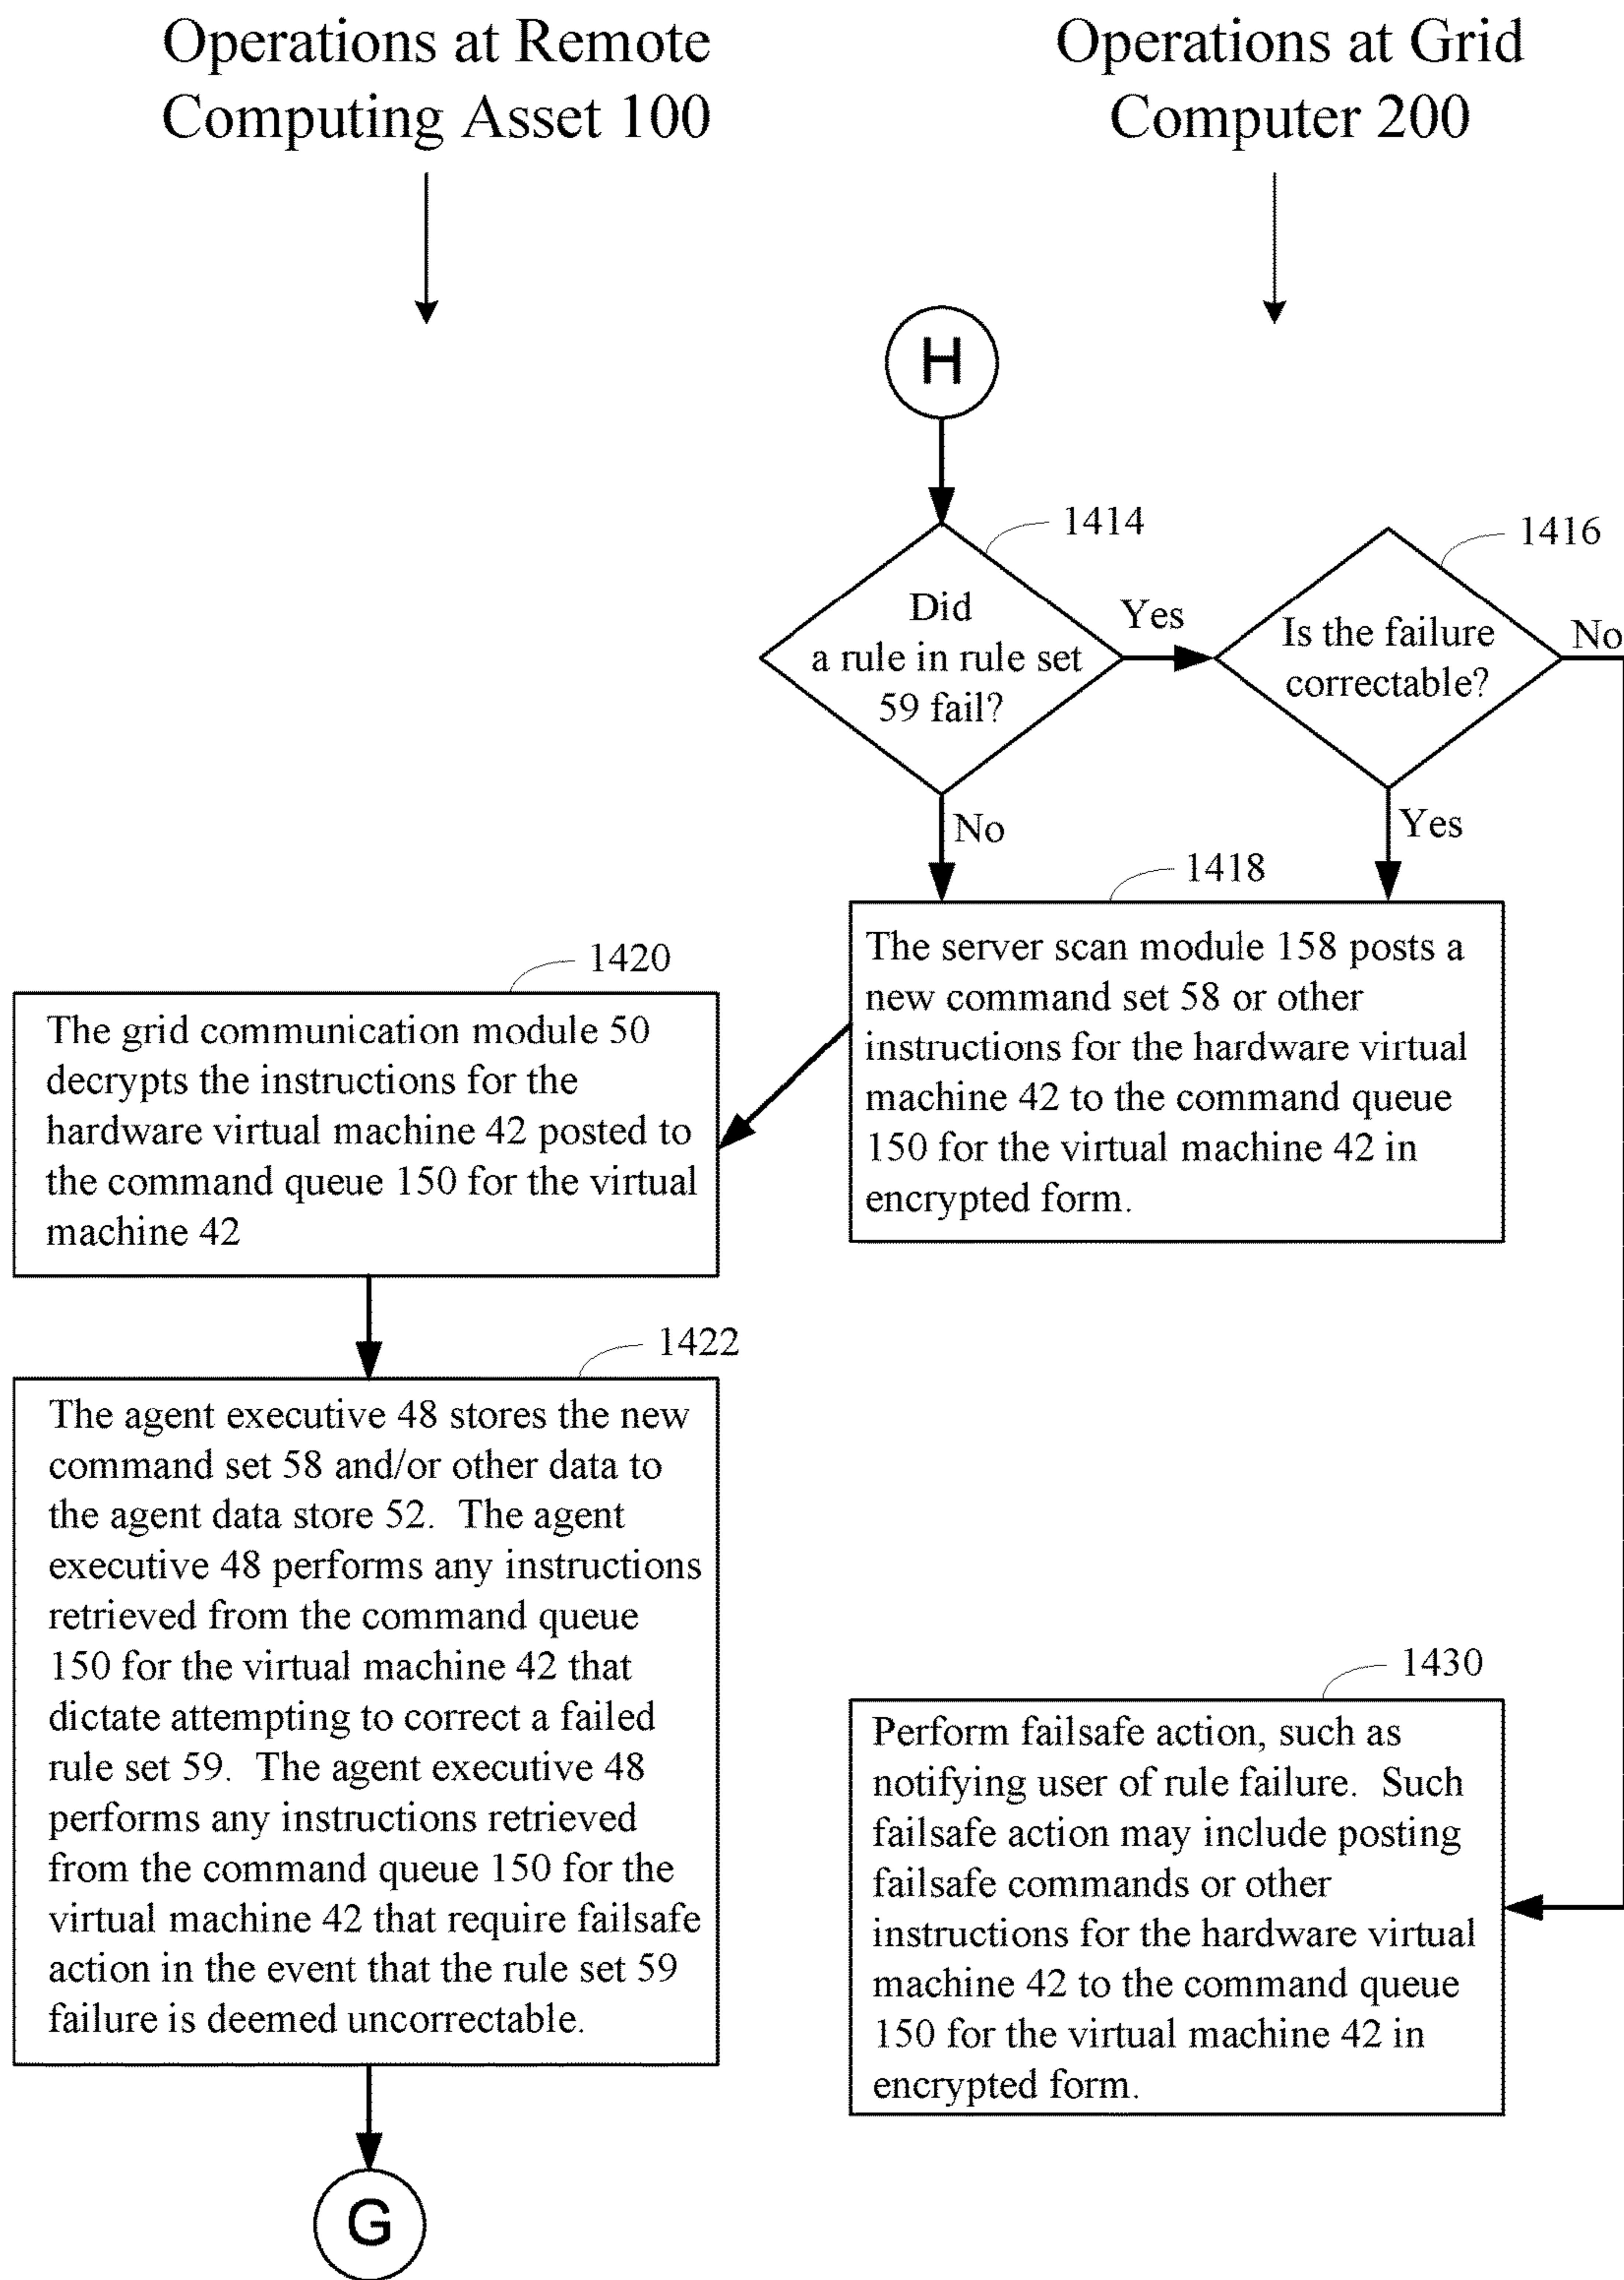 Operations at Remote
Computing Asset 100
Operations at Grid
Computer 200
H
1414
Did
a rule in rule set
59 fail?
Yes
No
1416
Is the failure
correctable?
No
Yes
1418
The server scan module 158 posts a
new command set 58 or other
instructions for the hardware virtual
machine 42 to the command queue
150 for the virtual machine 42 in
encrypted form.
1420
The grid communication module 50
decrypts the instructions for the
hardware virtual machine 42 posted to
the command queue 150 for the virtual
machine 42
1422
The agent executive 48 stores the new
command set 58 and/or other data to
the agent data store 52.  The agent
executive 48 performs any instructions
retrieved from the command queue
150 for the virtual machine 42 that
dictate attempting to correct a failed
rule set 59.  The agent executive 48
performs any instructions retrieved
from the command queue 150 for the
virtual machine 42 that require failsafe
action in the event that the rule set 59
failure is deemed uncorrectable.
1430
Perform failsafe action, such as
notifying user of rule failure.  Such
failsafe action may include posting
failsafe commands or other
instructions for the hardware virtual
machine 42 to the command queue
150 for the virtual machine 42 in
encrypted form.
G